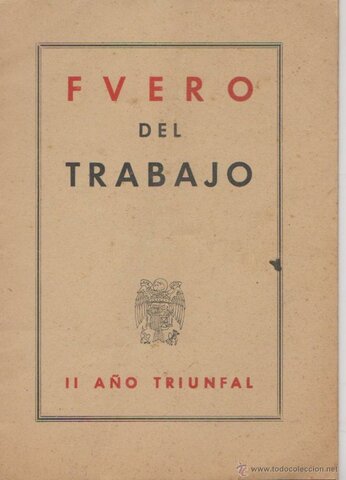 FVERO
DEL
TRABAJO
II AÑO TRIUNFAL
© www.todocoleccion.net